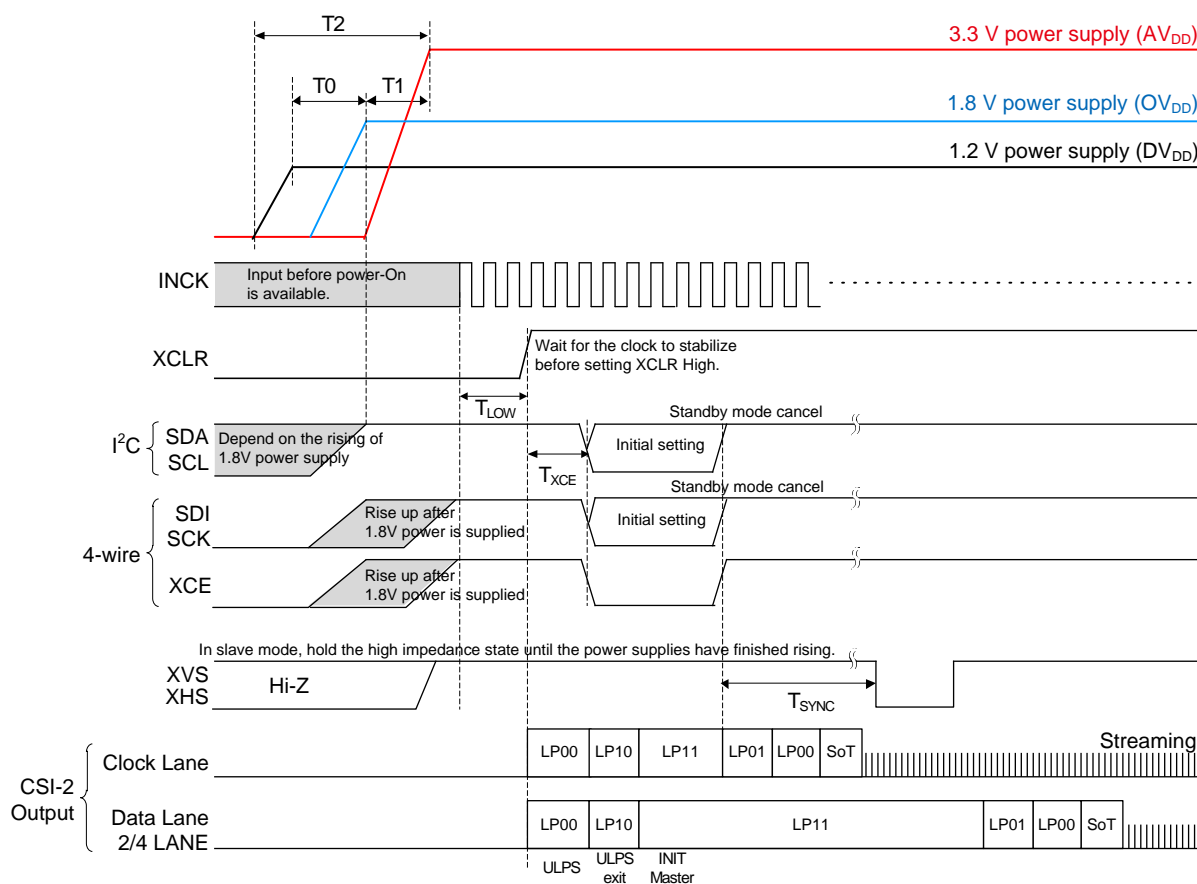 T2
3.3 V power supply (AVDD)
T0
T1
1.8 V power supply (OVDD)
1.2 V power supply (DVDD)
INCK
Input before power-On
is available.
XCLR
Wait for the clock to stabilize
before setting XCLR High.
TLOW
Standby mode cancel
I2C
SDA
SCL
Depend on the rising of
1.8V power supply
Initial setting
TXCE
Standby mode cancel
4-wire
SDI
SCK
Rise up after
1.8V power is supplied
Initial setting
XCE
Rise up after
1.8V power is supplied
In slave mode, hold the high impedance state until the power supplies have finished rising.
XVS
XHS
Hi-Z
TSYNC
CSI-2
Output
Clock Lane
LP00
LP10
LP11
LP01
LP00
SoT
Streaming
Data Lane
2/4 LANE
LP00
LP10
LP11
LP01
LP00
SoT
ULPS
ULPS
exit
INIT
Master